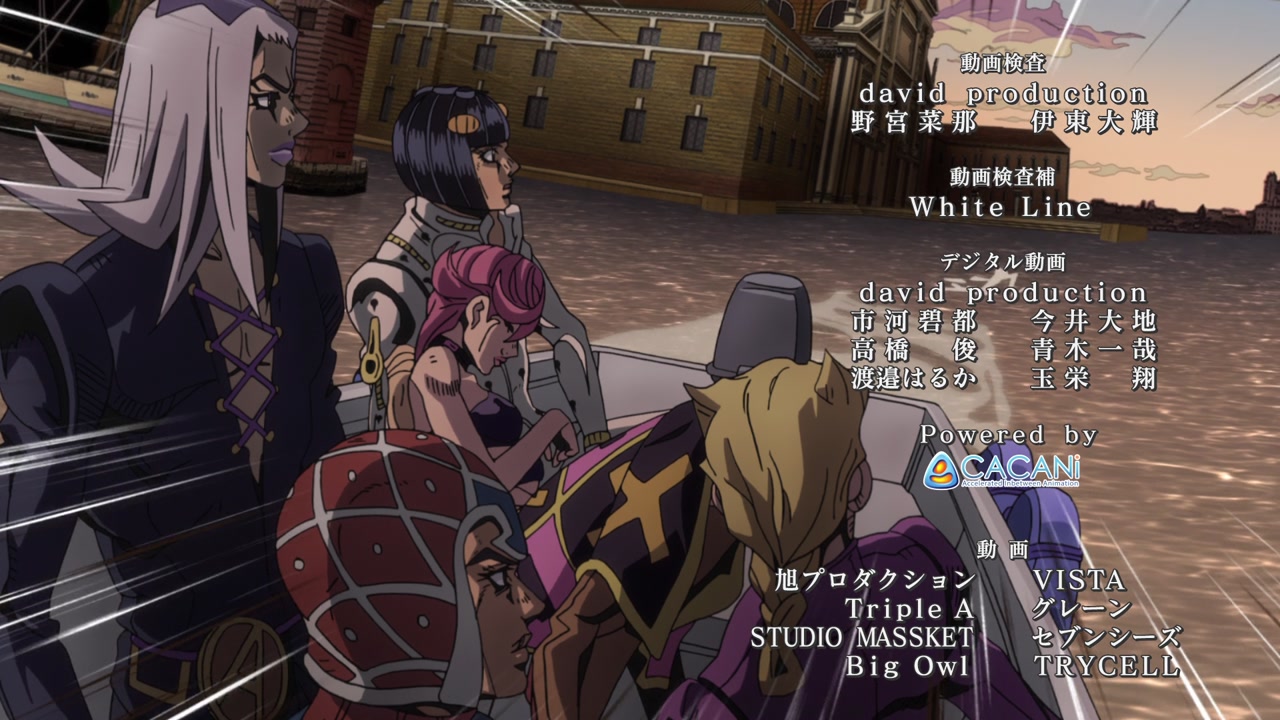 動画検査
david production
野宮菜那 伊東大輝
動画検査補
White Line
デジタル動画
david production
市河碧都 今井大地
高橋 俊 青木一哉
渡邉はるか 玉栄 翔
Powered by
CACANi
Accelerated Inbetween Animation
動画
旭プロダクション VISTA
Triple A グレーン
STUDIO MASSKET セブンシーズ
Big Owl TRYCELL